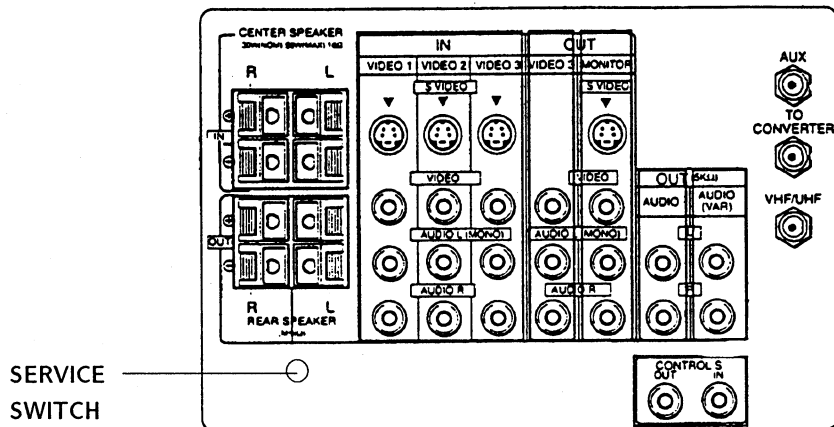 CENTER SPEAKER
R L
IN
OUT
R L
REAR SPEAKER
IN OUT
VIDEO 1 VIDEO 2 VIDEO 3 VIDEO 3 MONITOR
S VIDEO S VIDEO
VIDEO VIDEO
AUDIO L (MONO) AUDIO L (MONO)
AUDIO R AUDIO R
OUT (5KΩ)
AUDIO AUDIO (VAR)
L
R
AUX
TO CONVERTER
VHF/UHF
CONTROL S
OUT IN
SERVICE
SWITCH